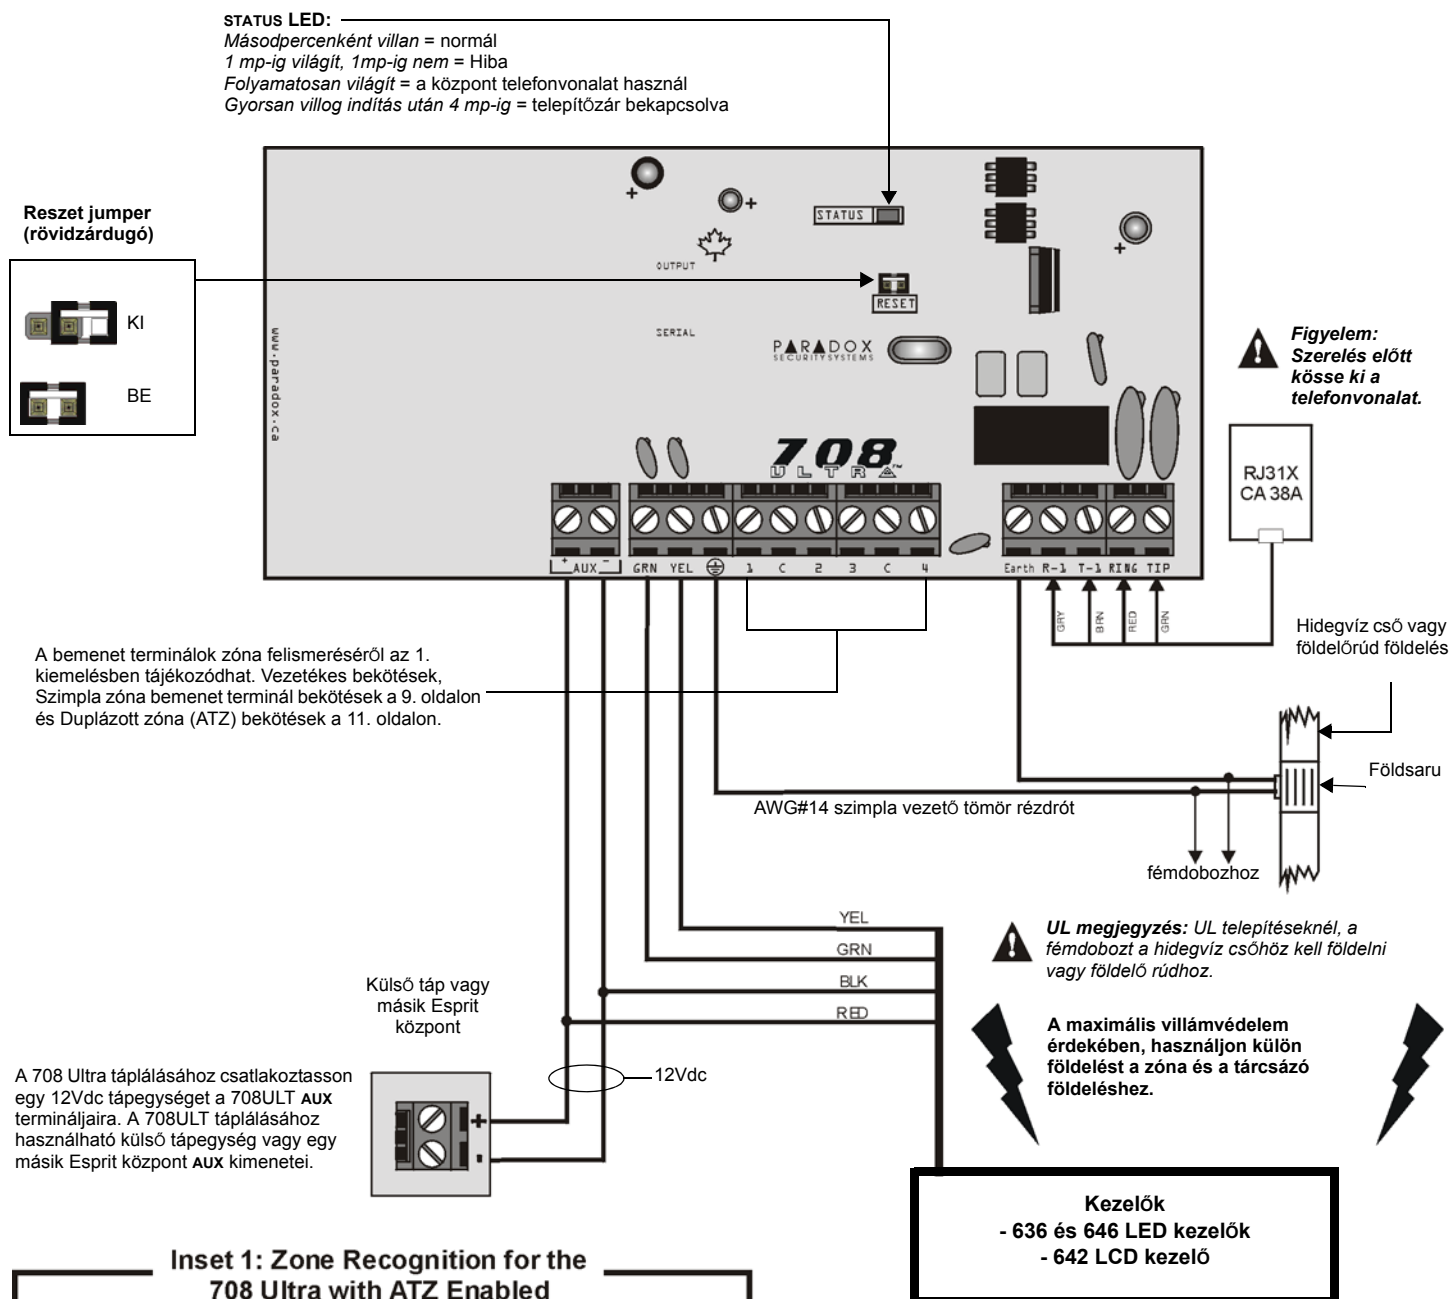 STATUS LED:
Másodpercenként villan = normál
1 mp-ig világít, 1mp-ig nem = Hiba
Folyamatosan világít = a központ telefonvonalat használ
Gyorsan villog indítás után 4 mp-ig = telepítőzár bekapcsolva
Reszet jumper
(rövidzárdugó)
KI
BE
www.paradox.ca
+
+
STATUS
+
OUTPUT
RESET
SERIAL
PARADOX
SECURITY SYSTEMS
708
ULTRA™
Figyelem:
Szerelés előtt
kösse ki a
telefonvonalat.
RJ31X
CA 38A
+ AUX - GRN YEL 1 C 2 3 C 4 Earth R-1 T-1 RING TIP
GRY
BRN
RED
GRN
Hidegvíz cső vagy
földelőrúd földelés
A bemenet terminálok zóna felismeréséről az 1.
kiemelésben tájékozódhat. Vezetékes bekötések,
Szimpla zóna bemenet terminál bekötések a 9. oldalon
és Duplázott zóna (ATZ) bekötések a 11. oldalon.
Földsaru
AWG#14 szimpla vezető tömör rézdrót
fémdobozhoz
YEL
GRN
BLK
RED
UL megjegyzés: UL telepítéseknél, a
fémdobozt a hidegvíz csőhöz kell földelni
vagy földelő rúdhoz.
Külső táp vagy
másik Esprit
központ
A maximális villámvédelem
érdekében, használjon külön
földelést a zóna és a tárcsázó
földeléshez.
12Vdc
A 708 Ultra táplálásához csatlakoztasson
egy 12Vdc tápegységet a 708ULT AUX
termináljaira. A 708ULT táplálásához
használható külső tápegység vagy egy
másik Esprit központ AUX kimenetei.
+
-
Kezelők
- 636 és 646 LED kezelők
- 642 LCD kezelő
Inset 1: Zone Recognition for the
708 Ultra with ATZ Enabled